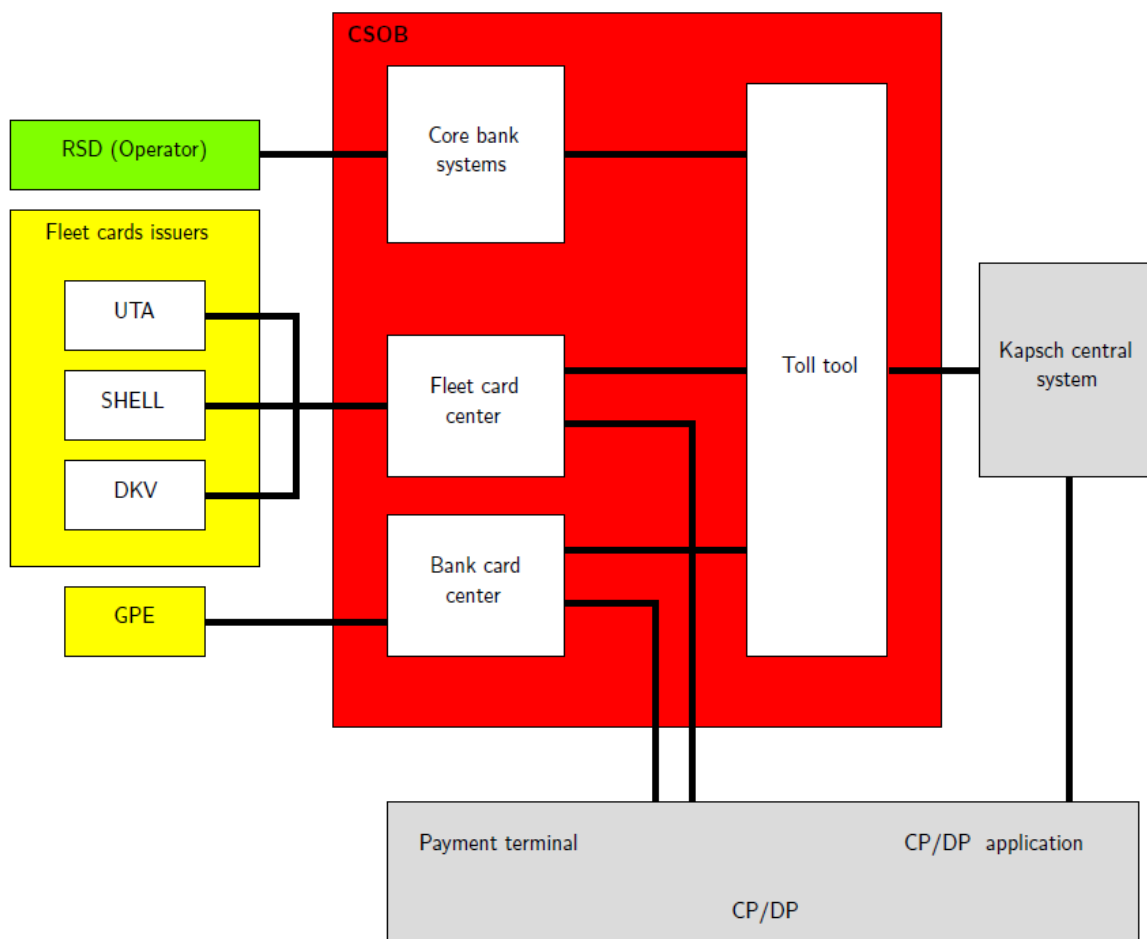 CSOB
Core bank
systems
RSD (Operator)
Fleet cards issuers
UTA
SHELL
DKV
GPE
Fleet card
center
Bank card
center
Toll tool
Kapsch central
system
Payment terminal
CP/DP application
CP/DP